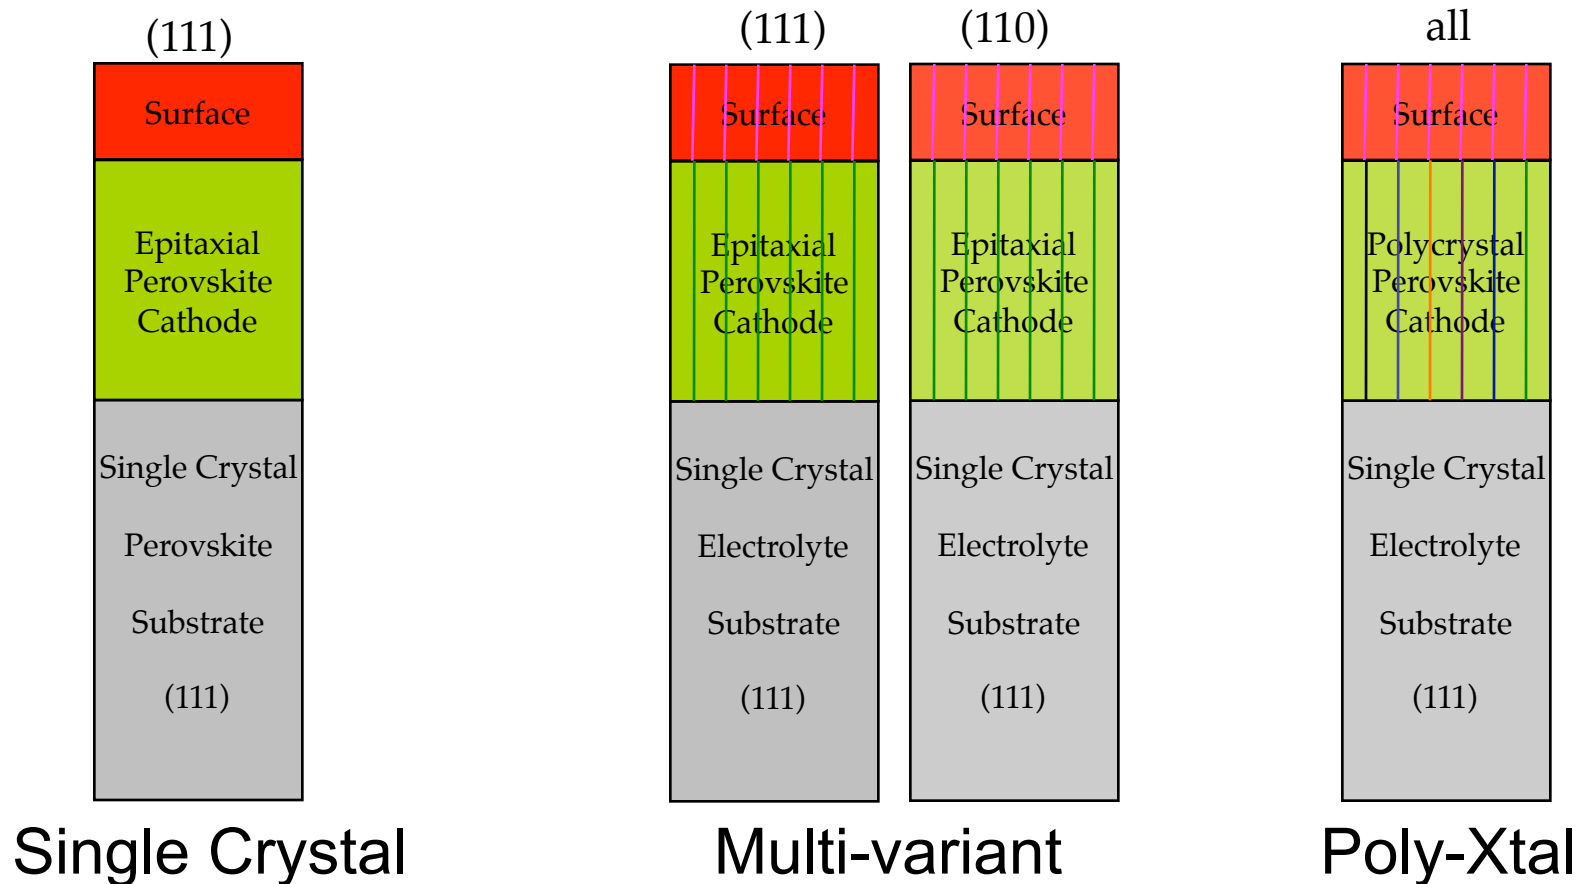 (111)
Surface
Epitaxial
Perovskite
Cathode
Single Crystal
Perovskite
Substrate
(111)
Single Crystal
(111)
Surface
Epitaxial
Perovskite
Cathode
Single Crystal
Electrolyte
Substrate
(111)
(110)
Surface
Epitaxial
Perovskite
Cathode
Single Crystal
Electrolyte
Substrate
(111)
Multi-variant
all
Surface
Polycrystal
Perovskite
Cathode
Single Crystal
Electrolyte
Substrate
(111)
Poly-Xtal